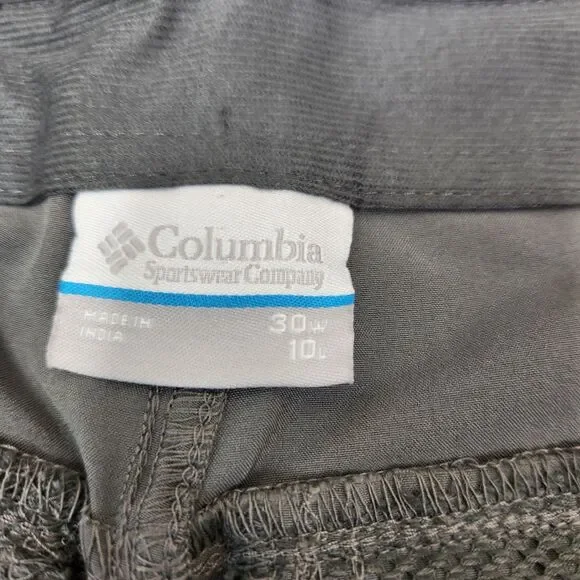 Columbia
Sportswear Company
MADE IN
INDIA
30W
10L